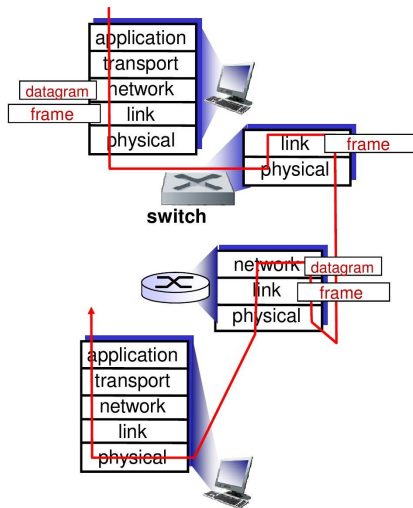 application
transport
datagram
network
frame
link
physical
link
frame
physical
switch
network
datagram
link
frame
physical
application
transport
network
link
physical